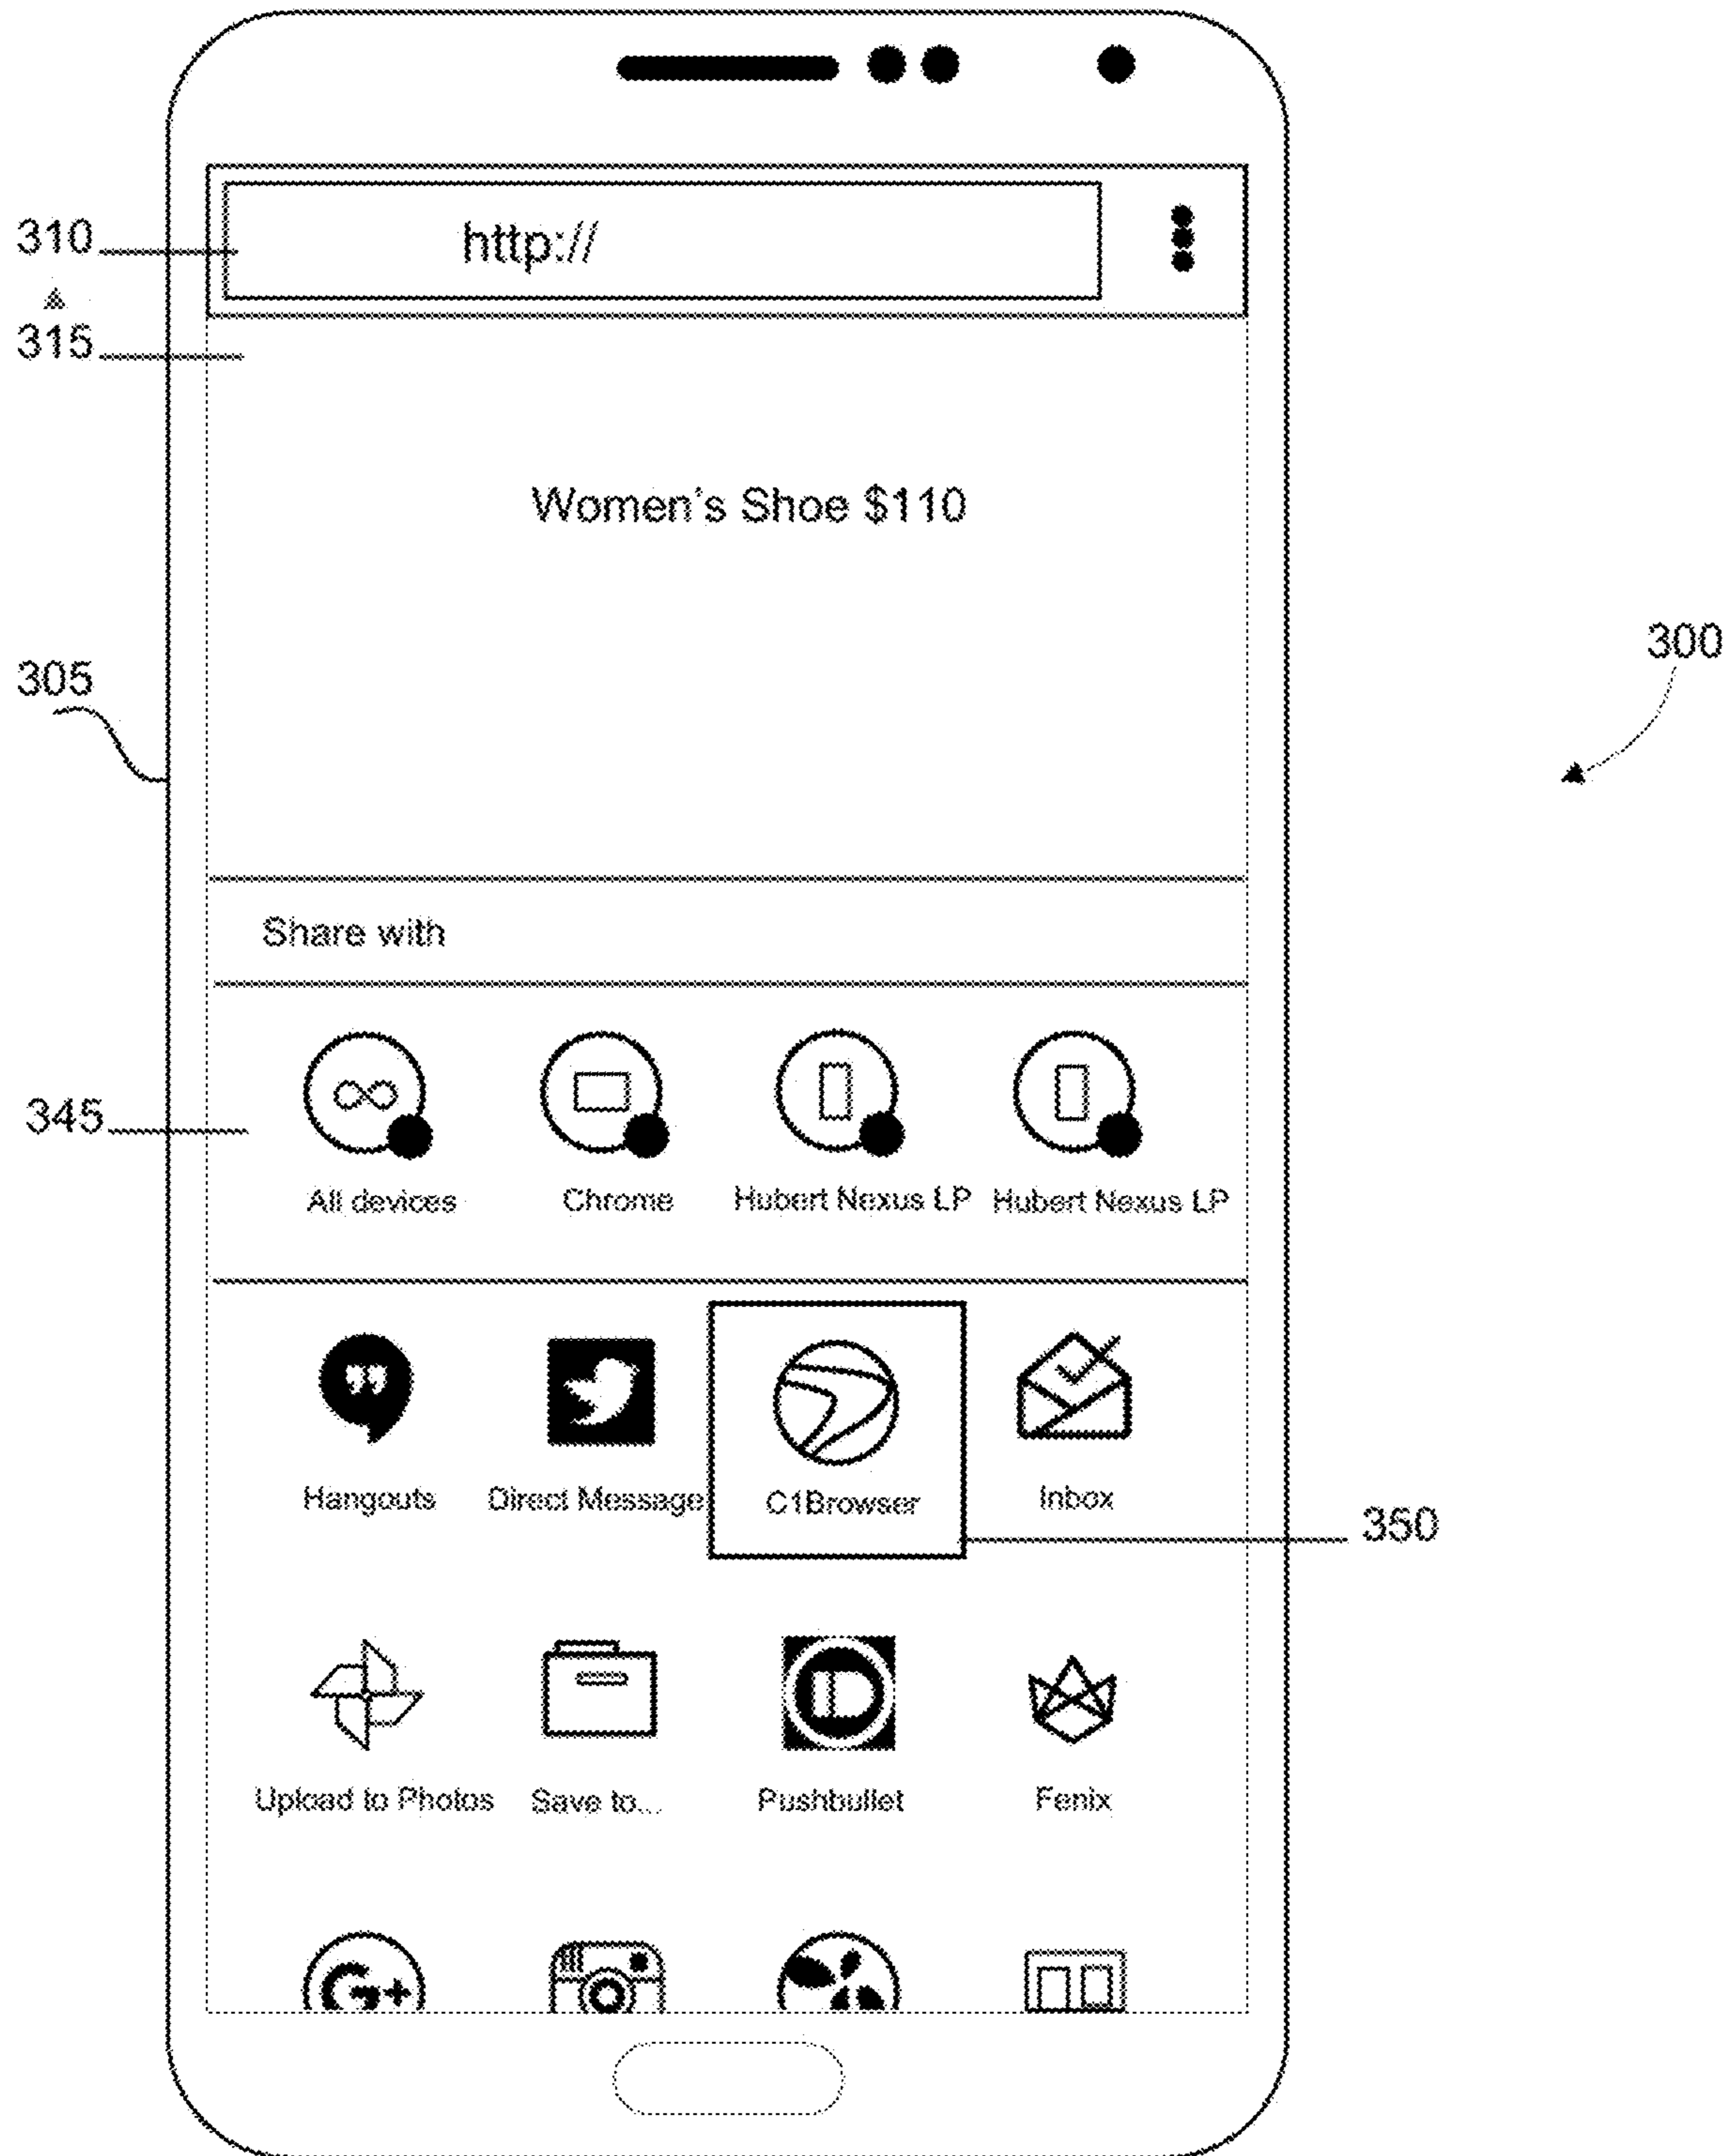 310
http://
315
Women's Shoe $110
300
305
Share with
345
All devices
Chrome
Hubert Nexus LP
Hubert Nexus LP
Hangouts
Direct Message
C1Browser
Inbox
350
Upload to Photos
Save to...
Pushbullet
Fenix
G+